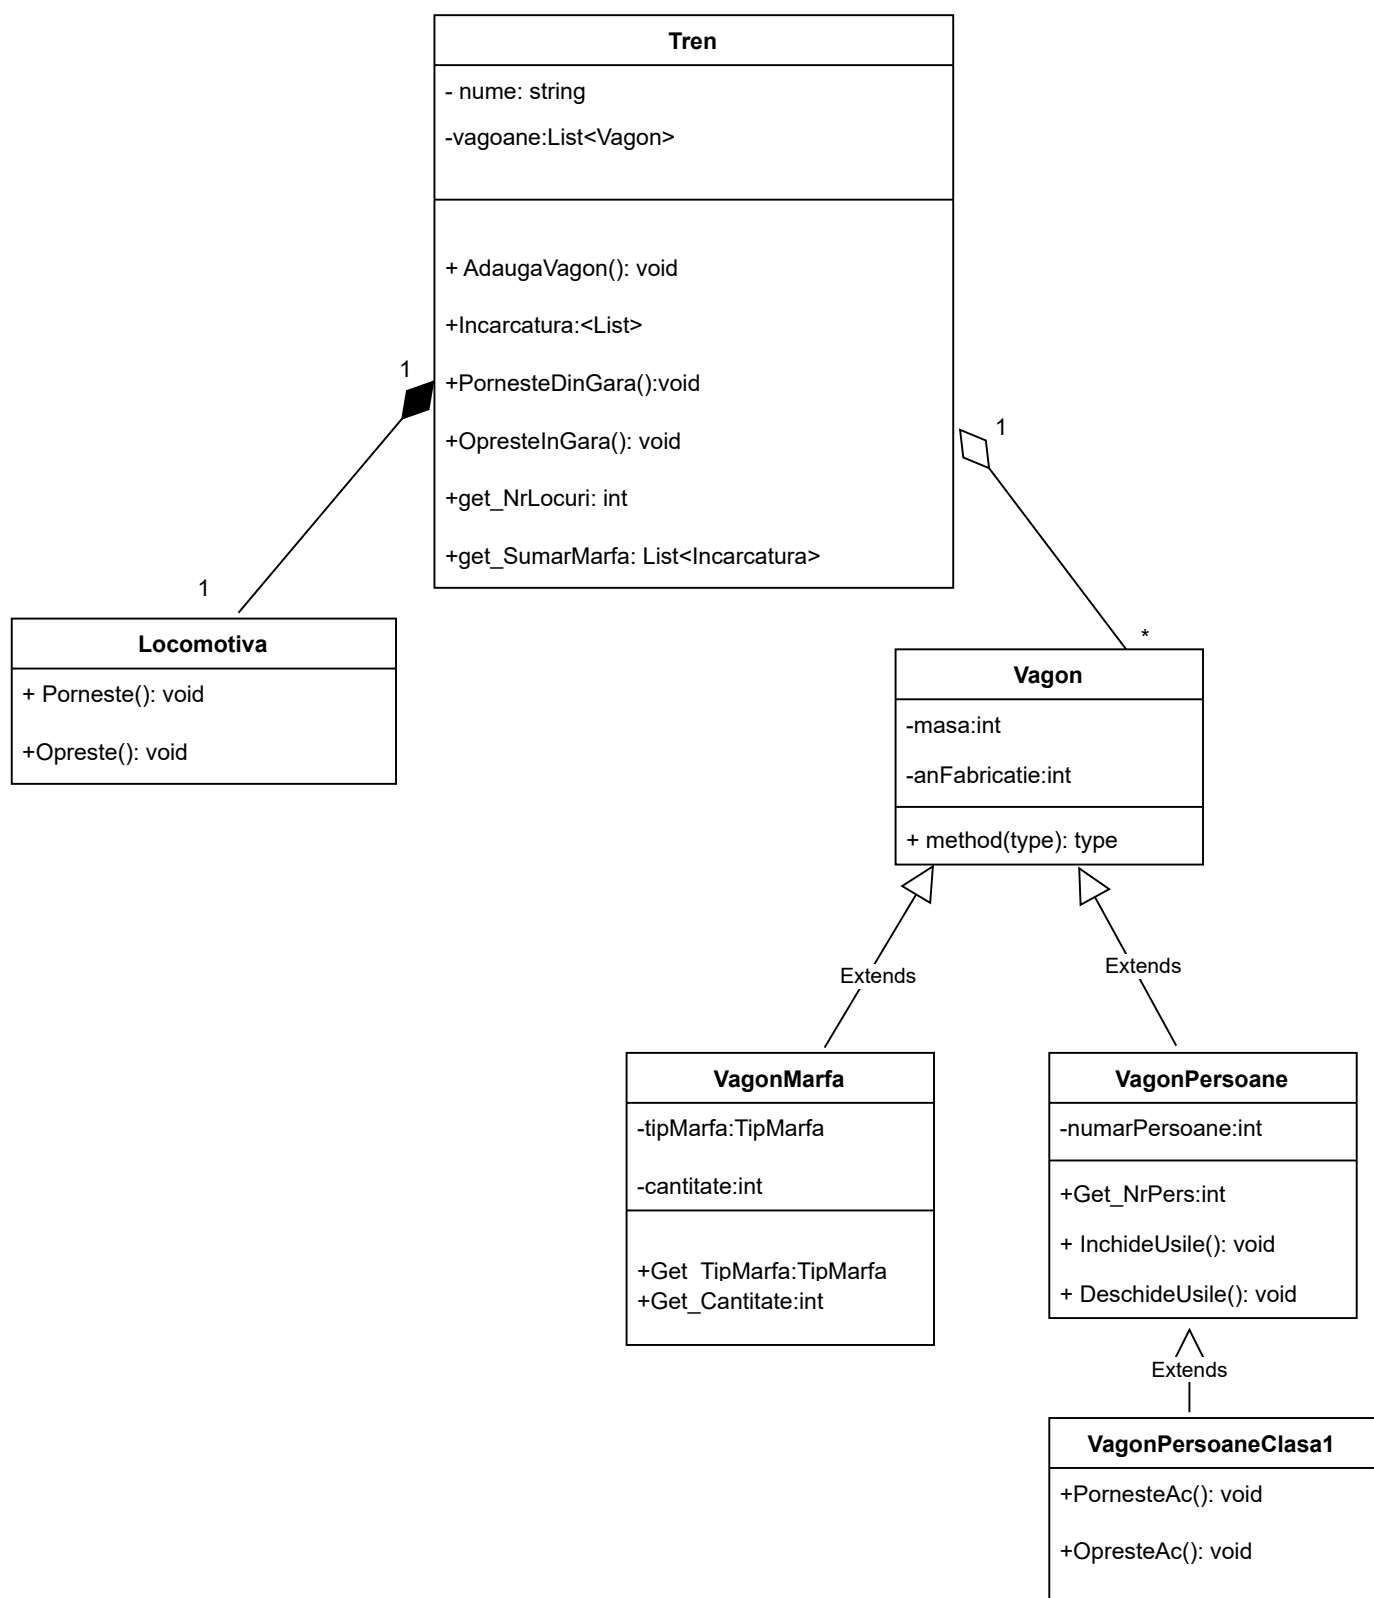 Tren
- nume: string
-vagoane:List<Vagon>
+ AdaugaVagon(): void
+Incarcatura:<List>
+PornesteDinGara():void
+OpresteInGara(): void
+get_NrLocuri: int
+get_SumarMarfa: List<Incarcatura>
1
1
1
*
Locomotiva
+ Porneste(): void
+Opreste(): void
Vagon
-masa:int
-anFabricatie:int
+ method(type): type
Extends
Extends
VagonMarfa
-tipMarfa:TipMarfa
-cantitate:int
+Get_TipMarfa:TipMarfa
+Get_Cantitate:int
VagonPersoane
-numarPersoane:int
+Get_NrPers:int
+ InchideUsile(): void
+ DeschideUsile(): void
Extends
VagonPersoaneClasa1
+PornesteAc(): void
+OpresteAc(): void